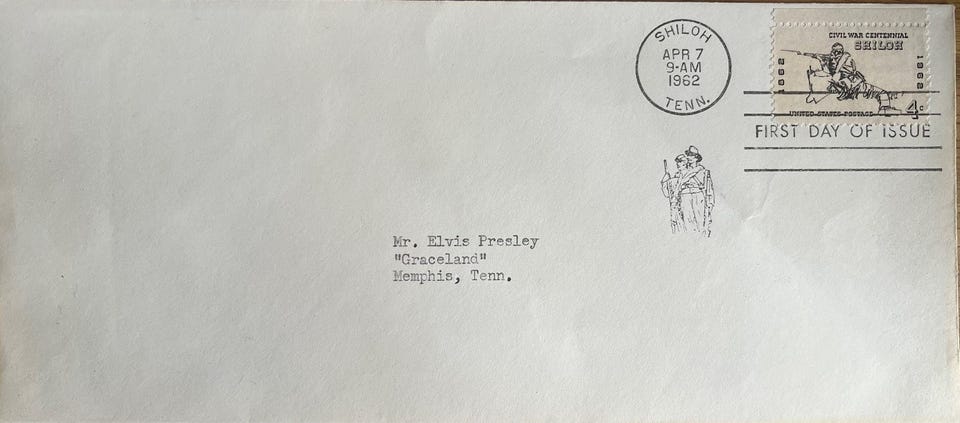 SHILOH
APR 7
9-AM
1962
TENN.
CIVIL WAR CENTENNIAL
SHILOH
1862
1962
4c
UNITED STATES POSTAGE
FIRST DAY OF ISSUE
Mr. Elvis Presley
"Graceland"
Memphis, Tenn.